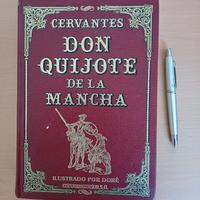 CERVANTES
DON
QUIJOTE
DE LA
MANCHA
ILUSTRADO POR DORÉ